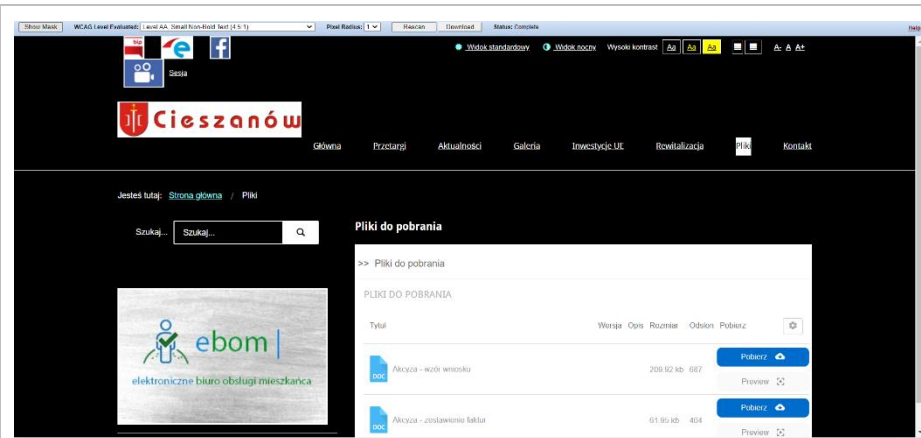 Show Mask WCAG Level Evaluated: Level AA, Small Non-Bold Text (4.5:1) Pixel Radius: 1 Rescan Download Status: Complete Help
bip
Widok standardowy Widok nocny Wysoki kontrast Aa Aa Aa A- A A+
Sesja
Cieszanów
Główna Przetargi Aktualności Galeria Inwestycje UE Rewitalizacja Pliki Kontakt
Jesteś tutaj: Strona główna / Pliki
Szukaj... Szukaj...
Pliki do pobrania
>> Pliki do pobrania
PLIKI DO POBRANIA
Tytuł Wersja Opis Rozmiar Odsłon Pobierz
DOC Akcyza - wzór wniosku 209.92 kb 687 Pobierz
Preview
DOC Akcyza - zestawienie faktur 61.95 kb 404 Pobierz
Preview
ebom
elektroniczne biuro obsługi mieszkańca